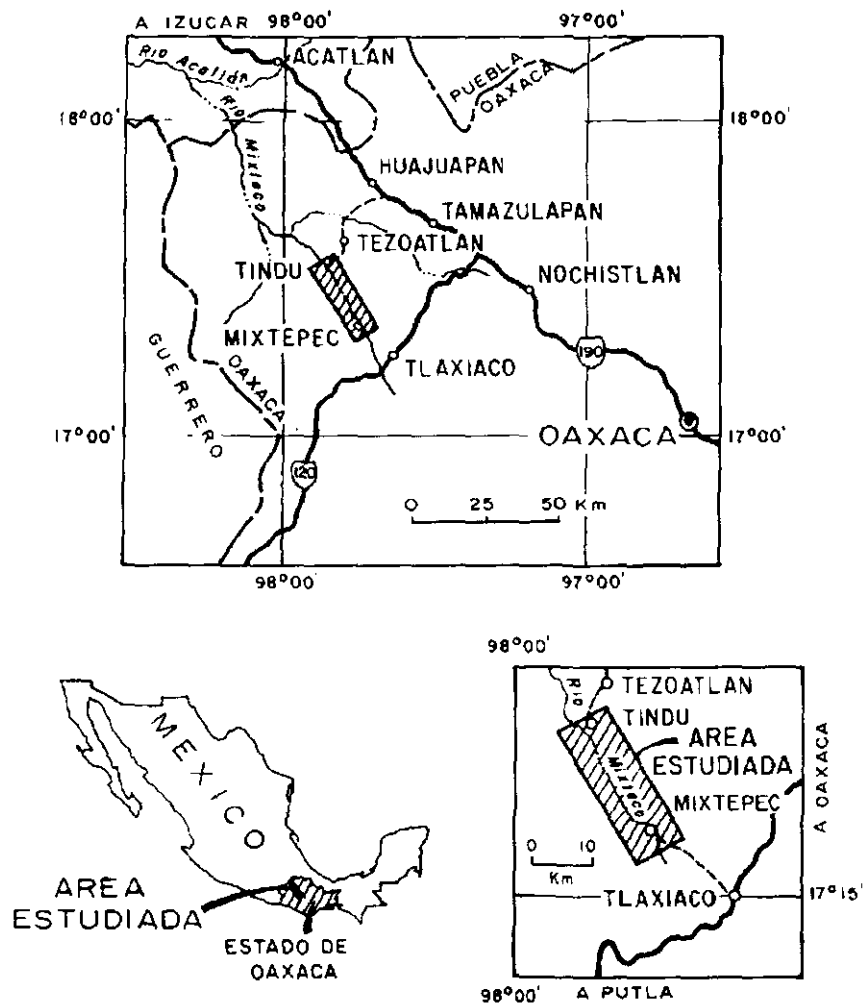 A IZUCAR 98°00' 97°00'
ACATLAN
Rio Acatlán
PUEBLA
OAXACA
18°00' 18°00'
Rio Mixteco
HUAJUAPAN
TAMAZULAPAN
TEZOATLAN
TINDU
NOCHISTLAN
MIXTEPEC
GUERRERO
OAXACA
TLAXIACO
190
17°00' 17°00'
OAXACA
120
0 25 50 Km
98°00' 97°00'
98°00'
Rio
TEZOATLAN
TINDU
AREA
ESTUDIADA
Mixteco
MIXTEPEC
A OAXACA
0 10
Km
TLAXIACO
17°15'
98°00' A PUTLA
MEXICO
AREA
ESTUDIADA
ESTADO DE
OAXACA